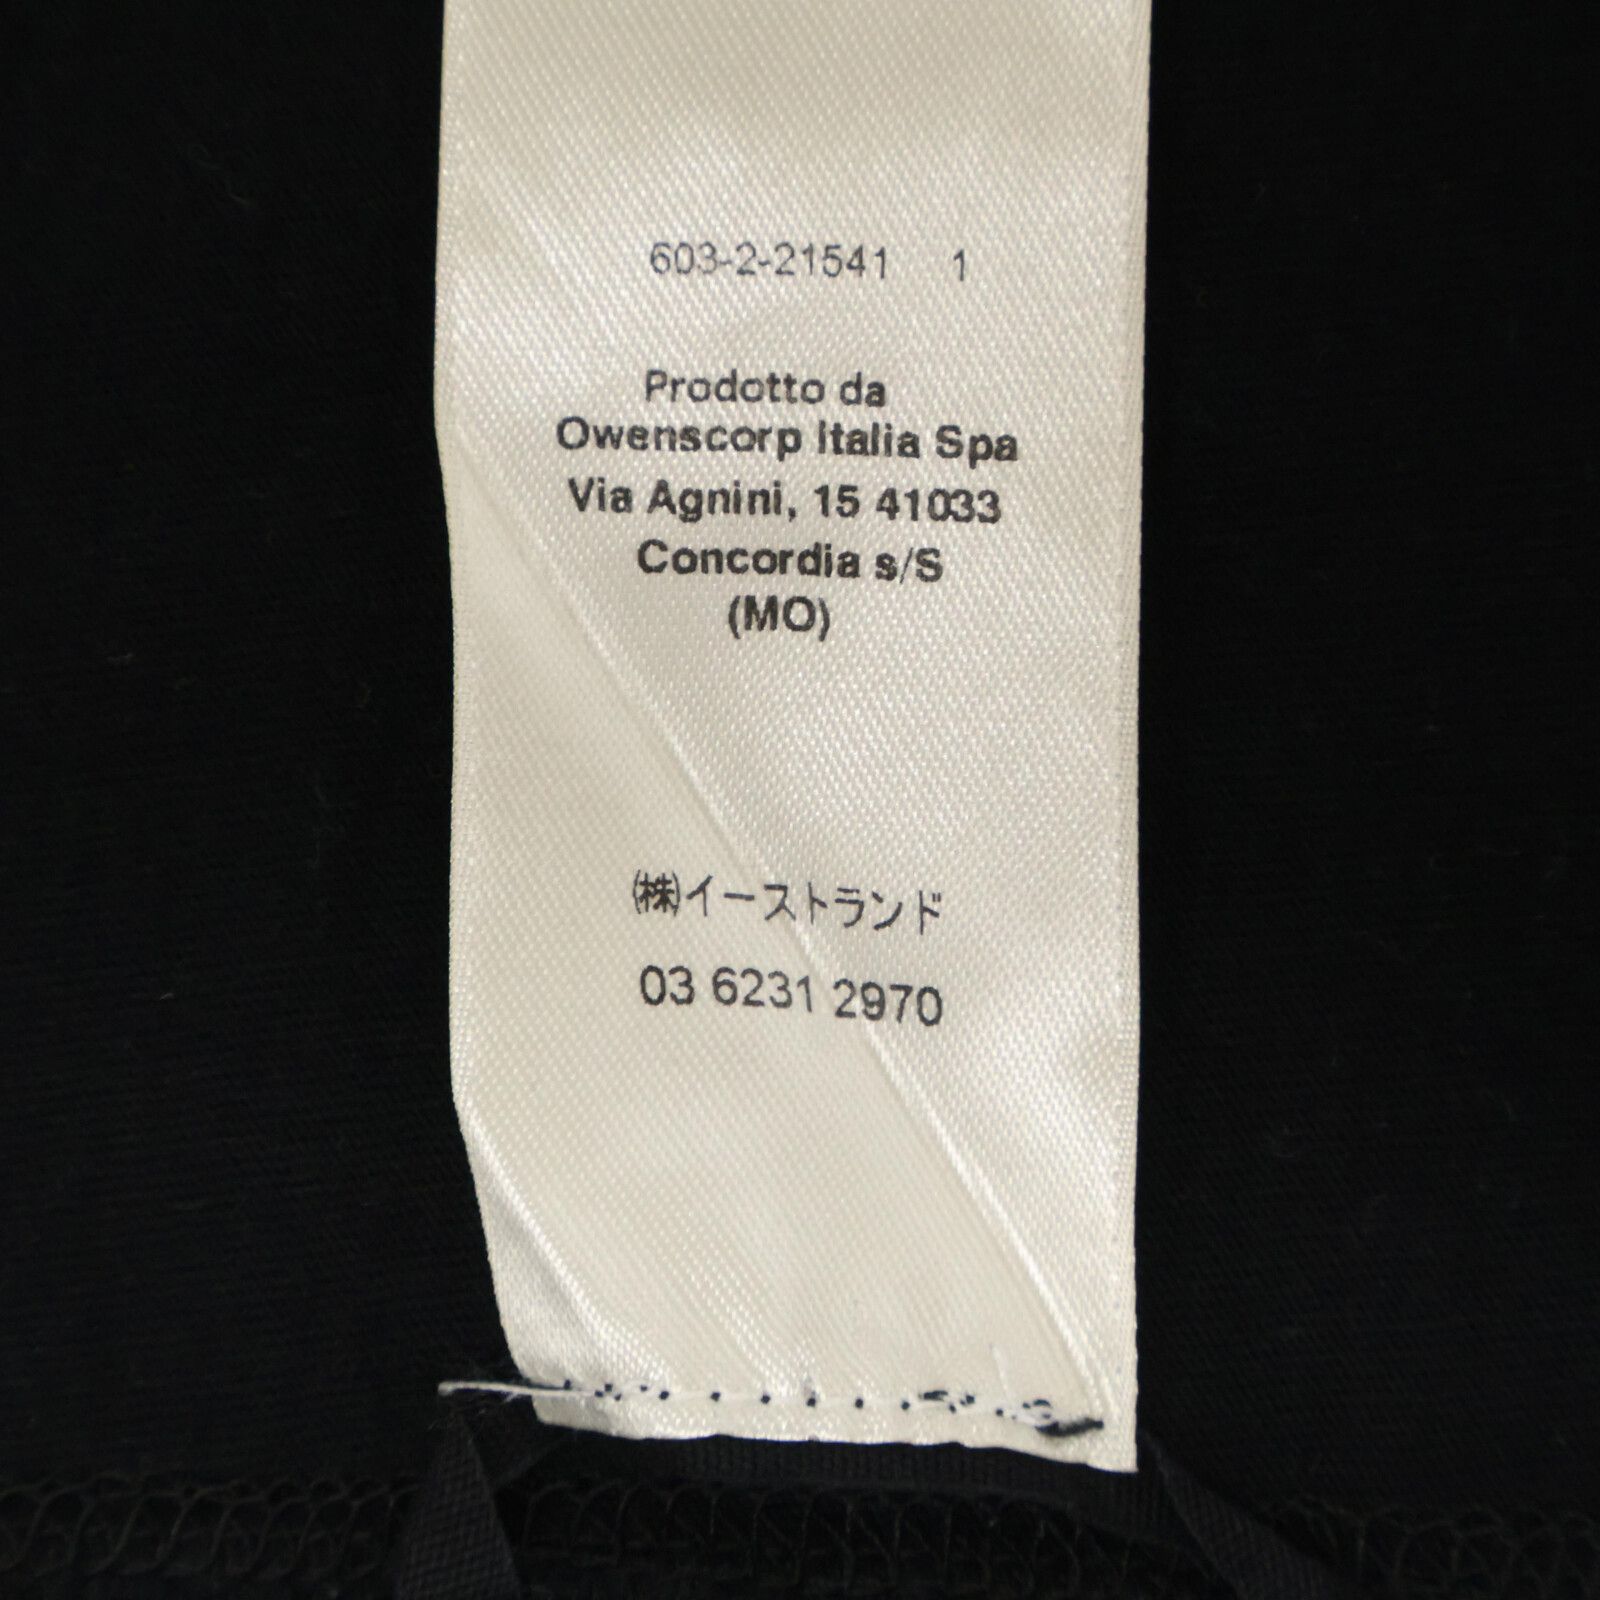 603-2-21541 1
Prodotto da
Owenscorp Italia Spa
Via Agnini, 15 41033
Concordia s/S
(MO)
㈱イーストランド
03 6231 2970